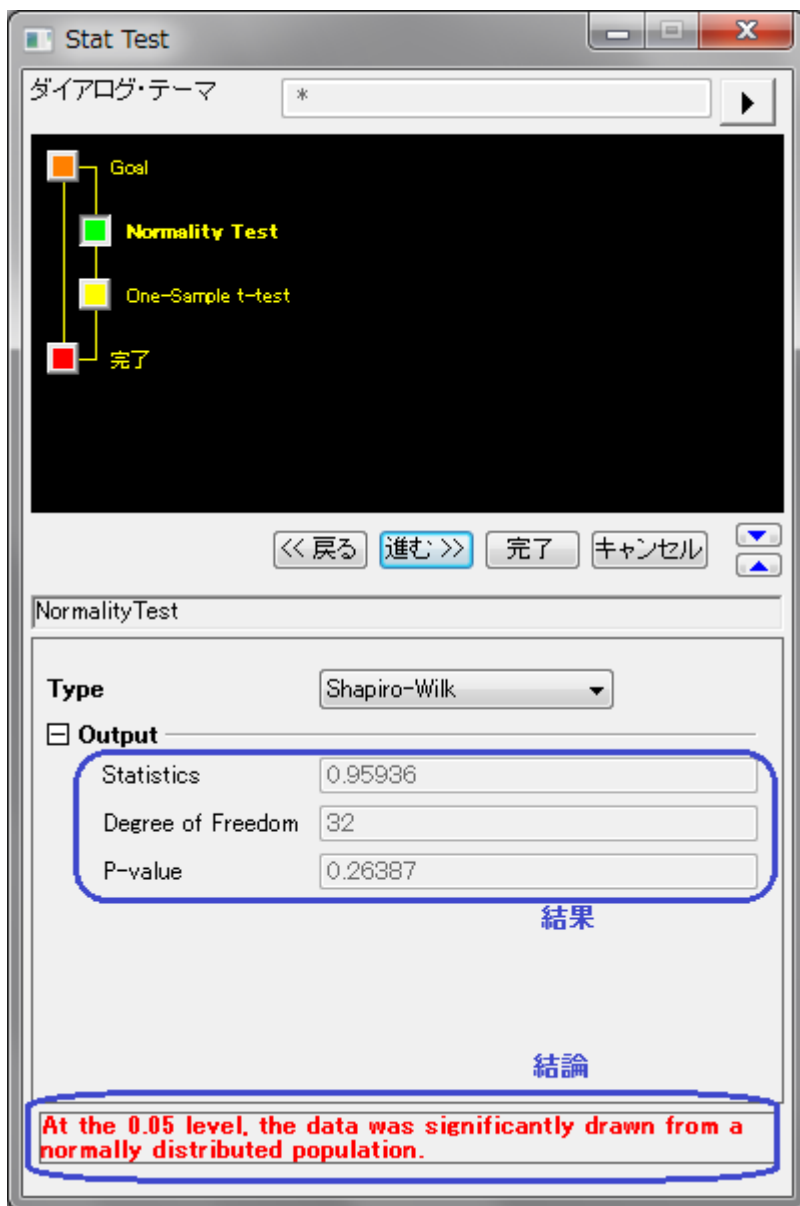 Stat Test
ダイアログ・テーマ
*
Goal
Normality Test
One-Sample t-test
完了
<< 戻る 進む >> 完了 キャンセル
NormalityTest
Type Shapiro-Wilk
Output
Statistics 0.95936
Degree of Freedom 32
P-value 0.26387
結果
結論
At the 0.05 level, the data was significantly drawn from a
normally distributed population.